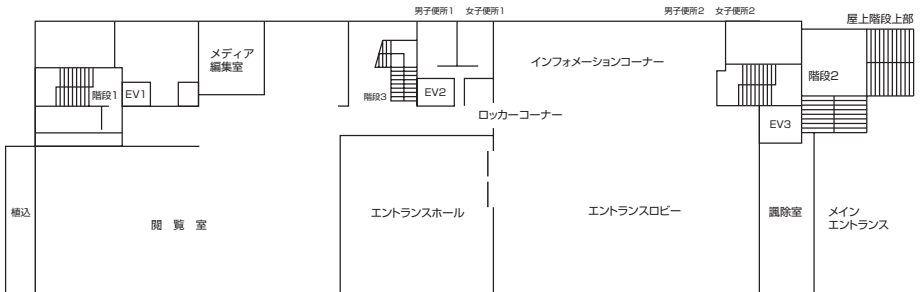 男子便所1 女子便所1
男子便所2 女子便所2
屋上階段上部
メディア
編集室
インフォメーションコーナー
階段2
階段1
EV1
階段3
EV2
ロッカーコーナー
EV3
植込
閲 覧 室
エントランスホール
エントランスロビー
諷除室
メイン
エントランス